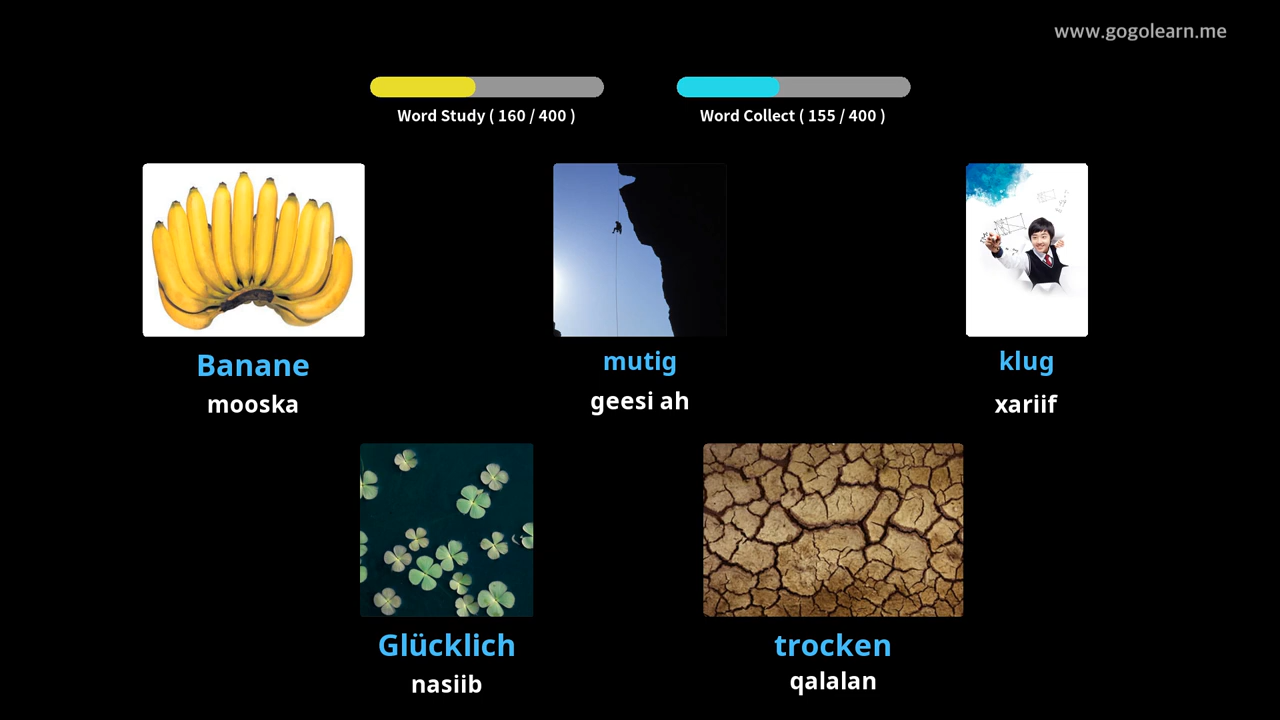 www.gogolearn.me
Word Study ( 160 / 400 )
Word Collect ( 155 / 400 )
Banane
mooska
mutig
geesi ah
klug
xariif
Glücklich
nasiib
trocken
qalalan